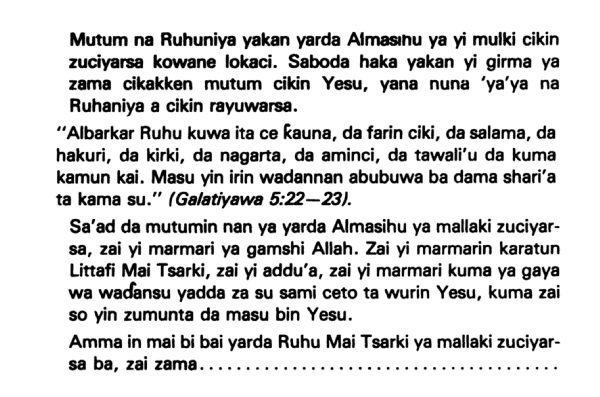 Mutum na Ruhuniya yakan yarda Almasihu ya yi mulki cikin
zuciyarsa kowane lokaci. Saboda haka yakan yi girma ya
zama cikakken mutum cikin Yesu, yana nuna 'ya'ya na
Ruhaniya a cikin rayuwarsa.
"Albarkar Ruhu kuwa ita ce ƙauna, da farin ciki, da salama, da
hakuri, da kirki, da nagarta, da aminci, da tawali'u da kuma
kamun kai. Masu yin irin wadannan abubuwa ba dama shari'a
ta kama su." (Galatiyawa 5:22—23).
Sa'ad da mutumin nan ya yarda Almasihu ya mallaki zuciyar-
sa, zai yi marmari ya gamshi Allah. Zai yi marmarin karatun
Littafi Mai Tsarki, zai yi addu'a, zai yi marmari kuma ya gaya
wa waɗansu yadda za su sami ceto ta wurin Yesu, kuma zai
so yin zumunta da masu bin Yesu.
Amma in mai bi bai yarda Ruhu Mai Tsarki ya mallaki zuciyar-
sa ba, zai zama......................................